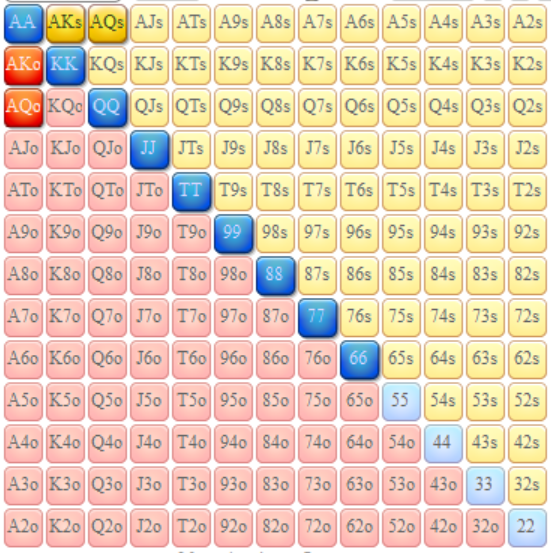 AA AKs AQs AJs ATs A9s A8s A7s A6s A5s A4s A3s A2s
AKo KK KQs KJs KTs K9s K8s K7s K6s K5s K4s K3s K2s
AQo KQo QQ QJs QTs Q9s Q8s Q7s Q6s Q5s Q4s Q3s Q2s
AJo KJo QJo JJ JTs J9s J8s J7s J6s J5s J4s J3s J2s
ATo KTo QTo JTo TT T9s T8s T7s T6s T5s T4s T3s T2s
A9o K9o Q9o J9o T9o 99 98s 97s 96s 95s 94s 93s 92s
A8o K8o Q8o J8o T8o 98o 88 87s 86s 85s 84s 83s 82s
A7o K7o Q7o J7o T7o 97o 87o 77 76s 75s 74s 73s 72s
A6o K6o Q6o J6o T6o 96o 86o 76o 66 65s 64s 63s 62s
A5o K5o Q5o J5o T5o 95o 85o 75o 65o 55 54s 53s 52s
A4o K4o Q4o J4o T4o 94o 84o 74o 64o 54o 44 43s 42s
A3o K3o Q3o J3o T3o 93o 83o 73o 63o 53o 43o 33 32s
A2o K2o Q2o J2o T2o 92o 82o 72o 62o 52o 42o 32o 22